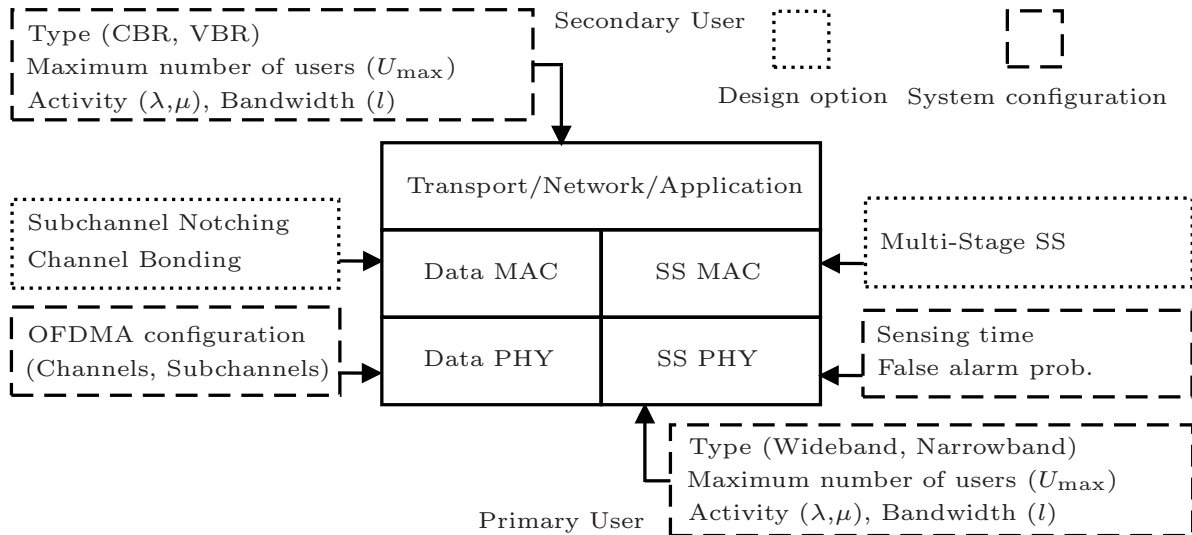 Type (CBR, VBR)
Maximum number of users (Umax)
Activity (λ,μ), Bandwidth (l)
Secondary User
Design option
System configuration
Transport/Network/Application
Subchannel Notching
Channel Bonding
Data MAC
SS MAC
Multi-Stage SS
OFDMA configuration
(Channels, Subchannels)
Data PHY
SS PHY
Sensing time
False alarm prob.
Type (Wideband, Narrowband)
Maximum number of users (Umax)
Activity (λ,μ), Bandwidth (l)
Primary User